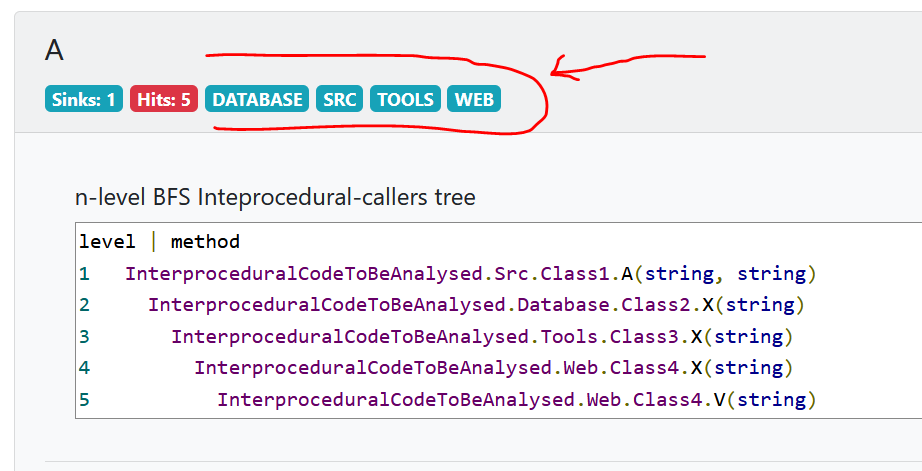 A
Sinks: 1 Hits: 5 DATABASE SRC TOOLS WEB
n-level BFS Inteprocedural-callers tree
level | method
1 InterproceduralCodeToBeAnalysed.Src.Class1.A(string, string)
2 InterproceduralCodeToBeAnalysed.Database.Class2.X(string)
3 InterproceduralCodeToBeAnalysed.Tools.Class3.X(string)
4 InterproceduralCodeToBeAnalysed.Web.Class4.X(string)
5 InterproceduralCodeToBeAnalysed.Web.Class4.V(string)